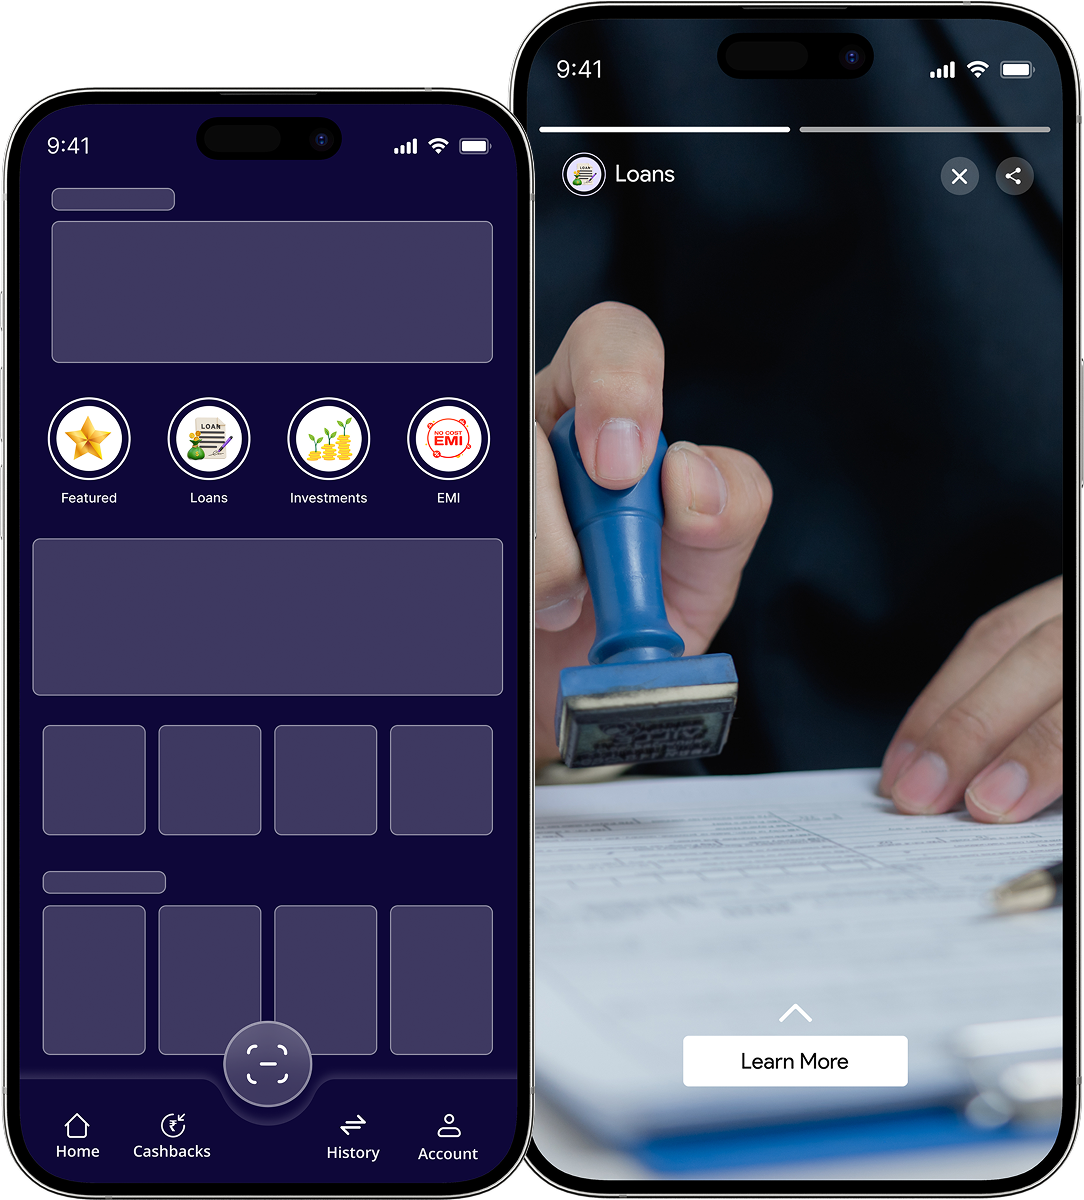 9:41
LOAN
NO COST
EMI
Featured
Loans
Investments
EMI
Home
Cashbacks
History
Account
9:41
Loans
Learn More